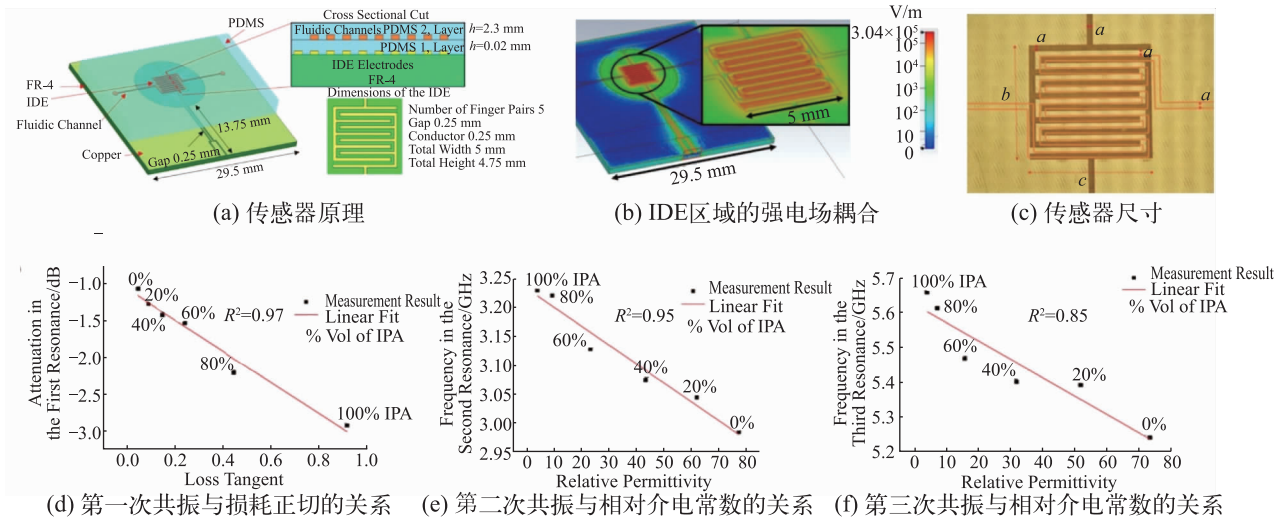 PDMS
FR-4
IDE
Fluidic Channel
Copper
Gap 0.25 mm
13.75 mm
29.5 mm
Cross Sectional Cut
Fluidic Channels PDMS 2, Layer h=2.3 mm
PDMS 1, Layer h=0.02 mm
IDE Electrodes
FR-4
Dimensions of the IDE
Number of Finger Pairs 5
Gap 0.25 mm
Conductor 0.25 mm
Total Width 5 mm
Total Height 4.75 mm
(a) 传感器原理
5 mm
29.5 mm
V/m
3.04×10⁵
10⁵
10⁴
10⁴
10²
10
0
(b) IDE区域的强电场耦合
a
a
a
b
a
c
(c) 传感器尺寸
Attenuation in
the First Resonance/dB
-1.0
-1.5
-2.0
-2.5
-3.0
0%
20%
40%
60%
80%
100% IPA
R²=0.97
Measurement Result
Linear Fit
% Vol of IPA
0.0 0.2 0.4 0.6 0.8 1.0
Loss Tangent
(d) 第一次共振与损耗正切的关系
Frequency in the
Second Resonance/GHz
3.25
3.20
3.15
3.10
3.05
3.00
2.95
100% IPA
80%
60%
40%
20%
0%
R²=0.95
Measurement Result
Linear Fit
% Vol of IPA
0 10 20 30 40 50 60 70 80
Relative Permittivity
(e) 第二次共振与相对介电常数的关系
Frequency in the
Third Resonance/GHz
5.7
5.6
5.5
5.4
5.3
5.2
100% IPA
80%
60%
40%
20%
0%
R²=0.85
Measurement Result
Linear Fit
% Vol of IPA
0 10 20 30 40 50 60 70 80
Relative Permittivity
(f) 第三次共振与相对介电常数的关系